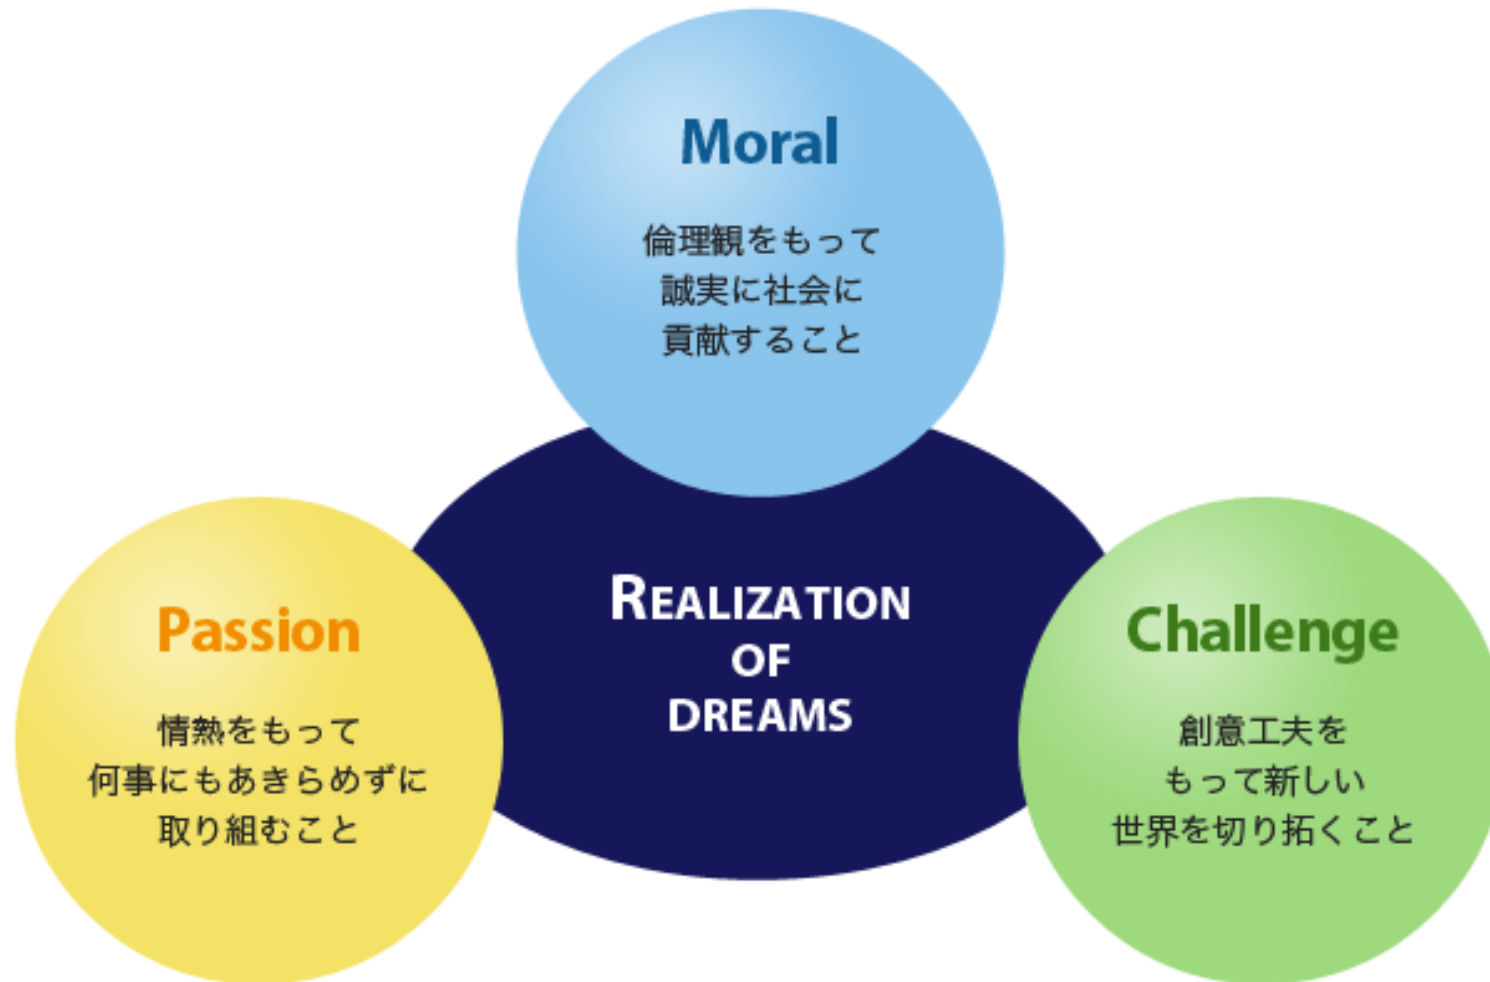 Moral
倫理観をもって
誠実に社会に
貢献すること
Passion
情熱をもって
何事にもあきらめずに
取り組むこと
REALIZATION
OF
DREAMS
Challenge
創意工夫を
もって新しい
世界を切り拓くこと